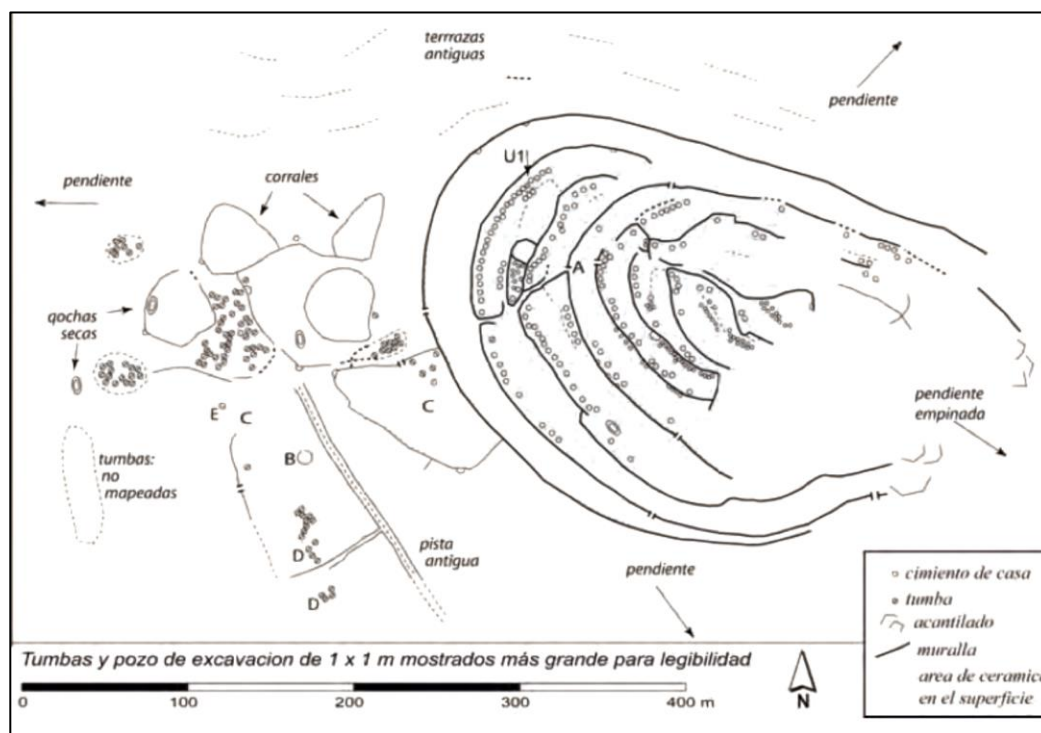 terrrazas
antiguas
pendiente
U1
pendiente
corrales
A
qochas
secas
pendiente
empinada
E
C
C
B
tumbas:
no
mapeadas
D
pista
antigua
D
pendiente
cimiento de casa
tumba
acantilado
muralla
area de ceramica
en el superficie
Tumbas y pozo de excavacion de 1 x 1 m mostrados más grande para legibilidad
0 100 200 300 400 m
N